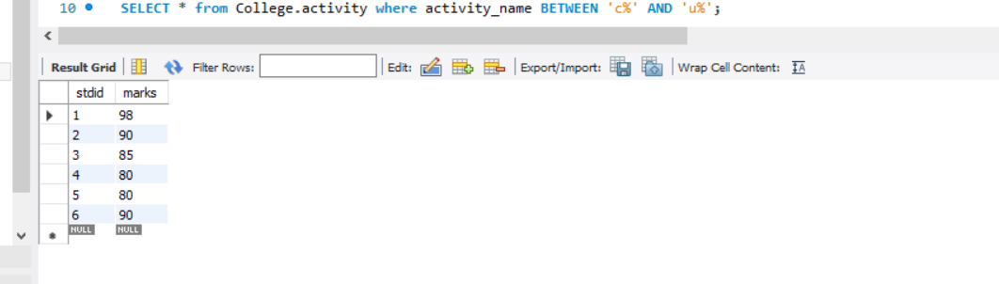 10 SELECT * from College.activity where activity_name BETWEEN 'c%' AND 'u%';
Result Grid Filter Rows: Edit: Export/Import: Wrap Cell Content: IA
stdid marks
1 98
2 90
3 85
4 80
5 80
6 90
NULL NULL